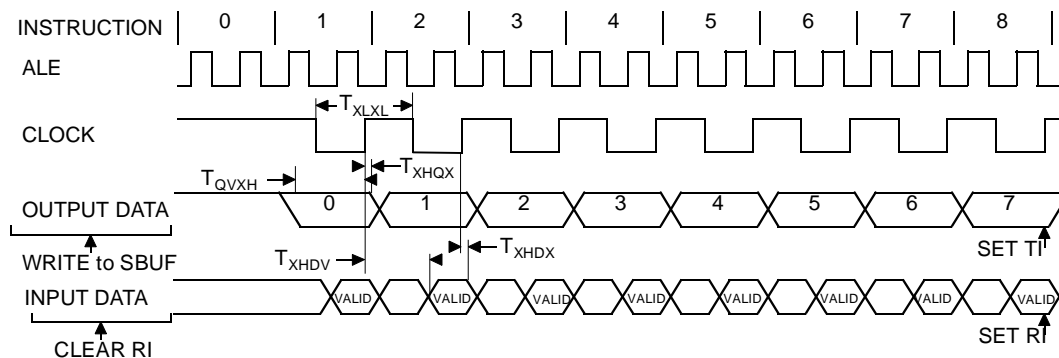 INSTRUCTION 0 1 2 3 4 5 6 7 8
ALE
TXLXL
CLOCK
TXHQX
TQVXH
OUTPUT DATA 0 1 2 3 4 5 6 7
WRITE to SBUF
SET TI
TXHDV
TXHDX
INPUT DATA VALID VALID VALID VALID VALID VALID VALID VALID
CLEAR RI
SET RI